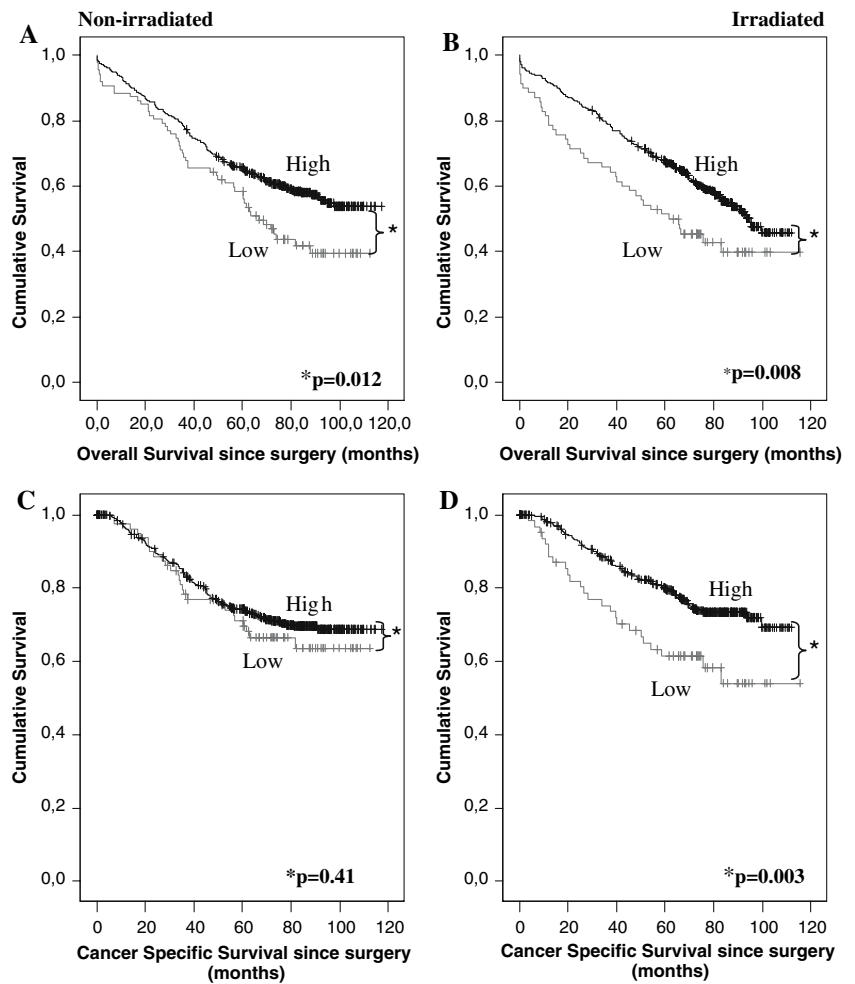 Non-irradiated
Irradiated
A
Cumulative Survival
1,0
0,8
0,6
0,4
0,2
0,0
High
Low
*
*p=0.012
0,0 20,0 40,0 60,0 80,0 100,0 120,0
Overall Survival since surgery (months)
B
Cumulative Survival
1,0
0,8
0,6
0,4
0,2
0,0
High
Low
*
*p=0.008
0 20 40 60 80 100 120
Overall Survival since surgery (months)
C
Cumulative Survival
1,0
0,8
0,6
0,4
0,2
0,0
High
Low
*
*p=0.41
0 20 40 60 80 100 120
Cancer Specific Survival since surgery
(months)
D
Cumulative Survival
1,0
0,8
0,6
0,4
0,2
0,0
High
Low
*
*p=0.003
0 20 40 60 80 100 120
Cancer Specific Survival since surgery
(months)